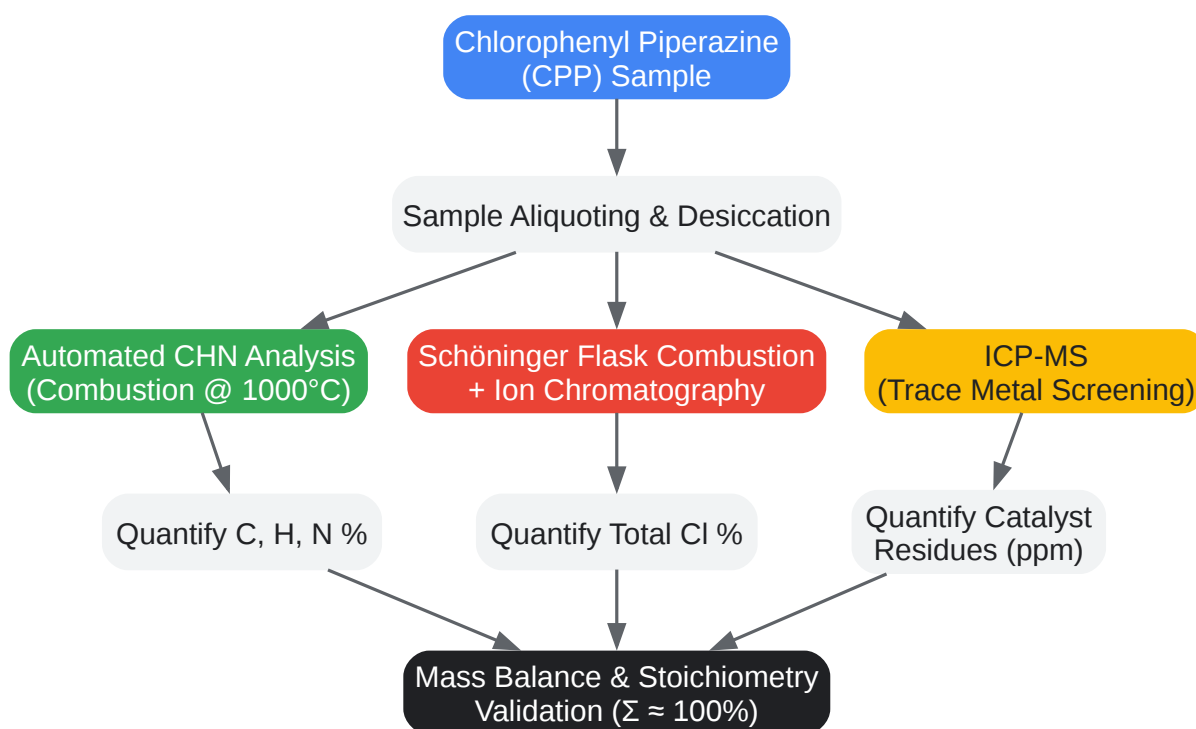 Chlorophenyl Piperazine
(CPP) Sample
Sample Aliquoting & Desiccation
Automated CHN Analysis
(Combustion @ 1000°C)
Schöninger Flask Combustion
+ Ion Chromatography
ICP-MS
(Trace Metal Screening)
Quantify C, H, N %
Quantify Total Cl %
Quantify Catalyst
Residues (ppm)
Mass Balance & Stoichiometry
Validation (Σ ≈ 100%)